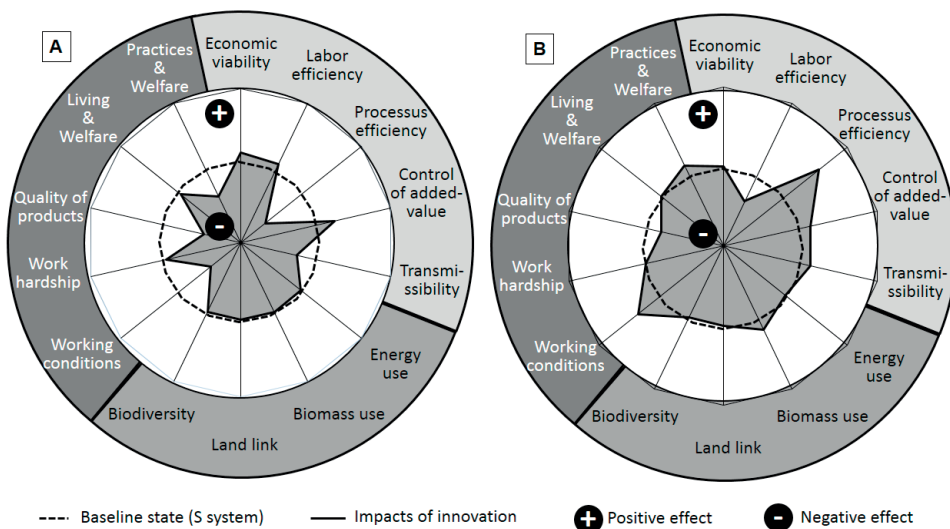 A
Practices
&
Welfare
Economic
viability
Labor
efficiency
Processus
efficiency
Control
of added-
value
Transmi-
ssibility
Energy
use
Biomass use
Land link
Biodiversity
Working
conditions
Work
hardship
Quality of
products
Living
&
Welfare
+
-
B
Practices
&
Welfare
Economic
viability
Labor
efficiency
Processus
efficiency
Control
of added-
value
Transmi-
ssibility
Energy
use
Biomass use
Land link
Biodiversity
Working
conditions
Work
hardship
Quality of
products
Living
&
Welfare
+
-
Baseline state (S system)
Impacts of innovation
+ Positive effect
- Negative effect